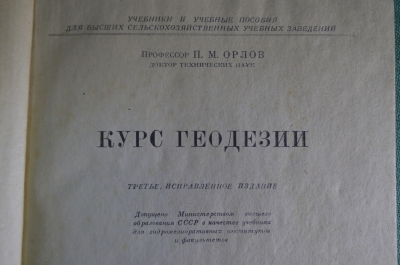 УЧЕБНИКИ И УЧЕБНЫЕ ПОСОБИЯ
ДЛЯ ВЫСШИХ СЕЛЬСКОХОЗЯЙСТВЕННЫХ УЧЕБНЫХ ЗАВЕДЕНИЙ
ПРОФЕССОР П. М. ОРЛОВ
ДОКТОР ТЕХНИЧЕСКИХ НАУК
КУРС ГЕОДЕЗИИ
ТРЕТЬЕ, ИСПРАВЛЕННОЕ ИЗДАНИЕ
Допущено Министерством высшего
образования СССР в качестве учебника
для гидромелиоративных институтов
и факультетов